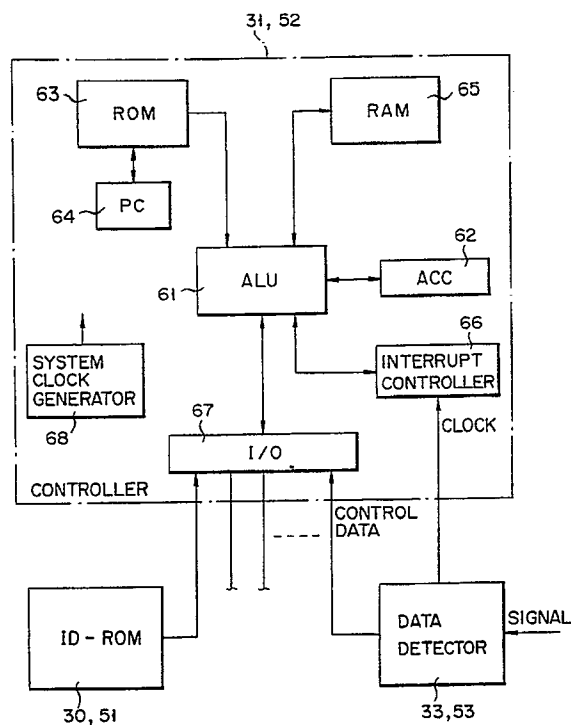 31, 52
63
ROM
65
RAM
64
PC
62
61
ALU
ACC
66
SYSTEM
CLOCK
GENERATOR
INTERRUPT
CONTROLLER
68
67
CLOCK
I/O
CONTROLLER
CONTROL
DATA
ID-ROM
DATA
DETECTOR
SIGNAL
30, 51
33, 53